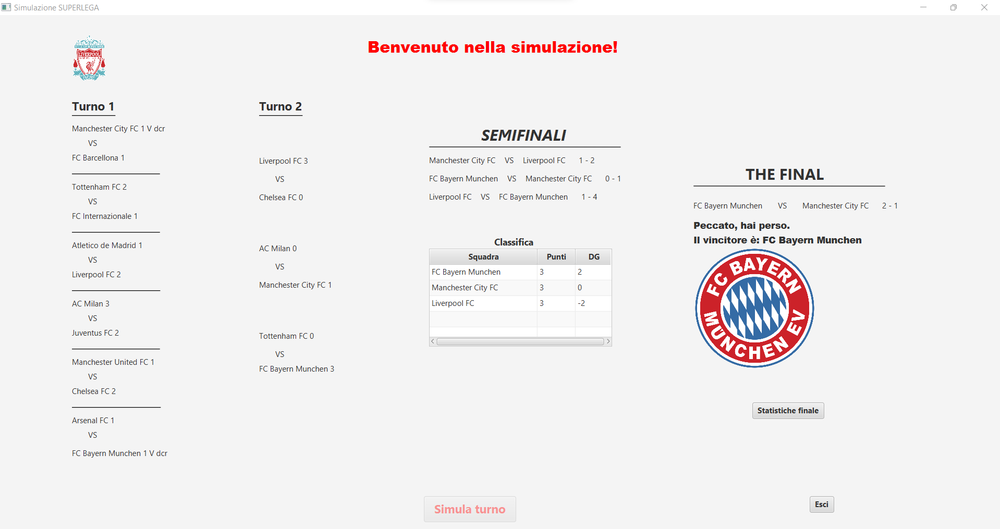 Simulazione SUPERLEGA
LIVERPOOL
Benvenuto nella simulazione!
Turno 1
Manchester City FC 1 V dcr
VS
FC Barcellona 1
Tottenham FC 2
VS
FC Internazionale 1
Atletico de Madrid 1
VS
Liverpool FC 2
AC Milan 3
VS
Juventus FC 2
Manchester United FC 1
VS
Chelsea FC 2
Arsenal FC 1
VS
FC Bayern Munchen 1 V dcr
Turno 2
Liverpool FC 3
VS
Chelsea FC 0
AC Milan 0
VS
Manchester City FC 1
Tottenham FC 0
VS
FC Bayern Munchen 3
SEMIFINALI
Manchester City FC VS Liverpool FC 1 - 2
FC Bayern Munchen VS Manchester City FC 0 - 1
Liverpool FC VS FC Bayern Munchen 1 - 4
Classifica
Squadra Punti DG
FC Bayern Munchen 3 2
Manchester City FC 3 0
Liverpool FC 3 -2
THE FINAL
FC Bayern Munchen VS Manchester City FC 2 - 1
Peccato, hai perso.
Il vincitore è: FC Bayern Munchen
FC BAYERN
MÜNCHEN EV
Statistiche finale
Simula turno
Esci